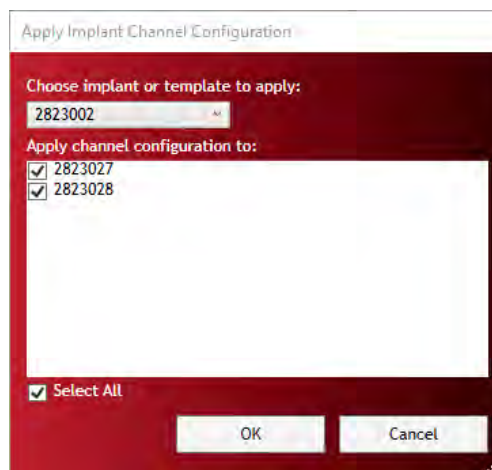 Apply Implant Channel Configuration
Choose implant or template to apply:
2823002
Apply channel configuration to:
2823027
2823028
Select All
OK
Cancel